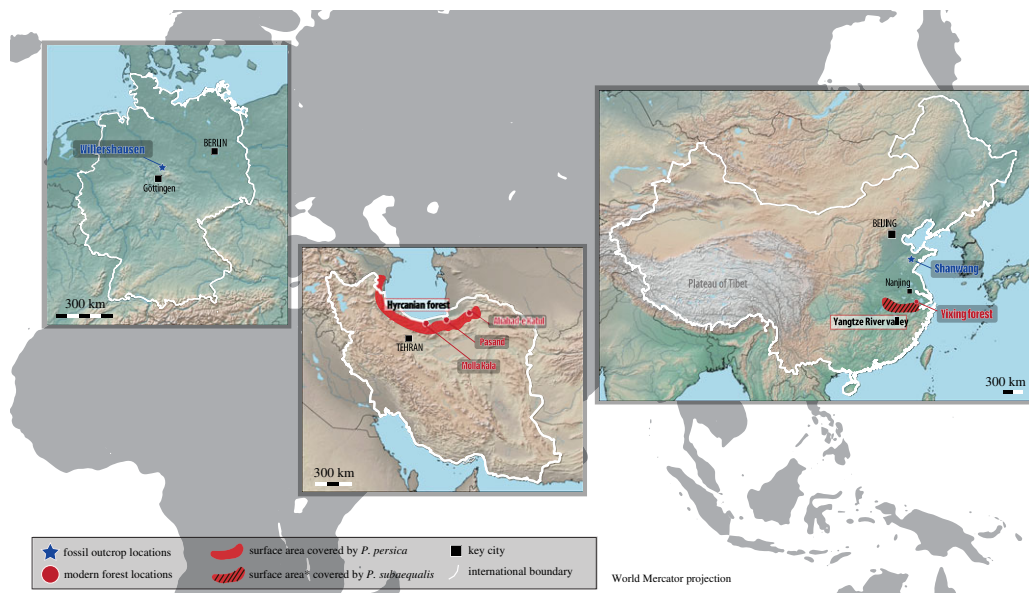 Willershausen
BERLIN
Göttingen
300 km
Hyrcanian forest
Pasand
TEHRAN
Molla Kala
300 km
BEIJING
Shanwang
Plateau of Tibet
Nanjing
Yixing forest
Yangtze River valley
300 km
fossil outcrop locations
surface area covered by P. persica
key city
modern forest locations
surface area* covered by P. subaequalis
international boundary
World Mercator projection